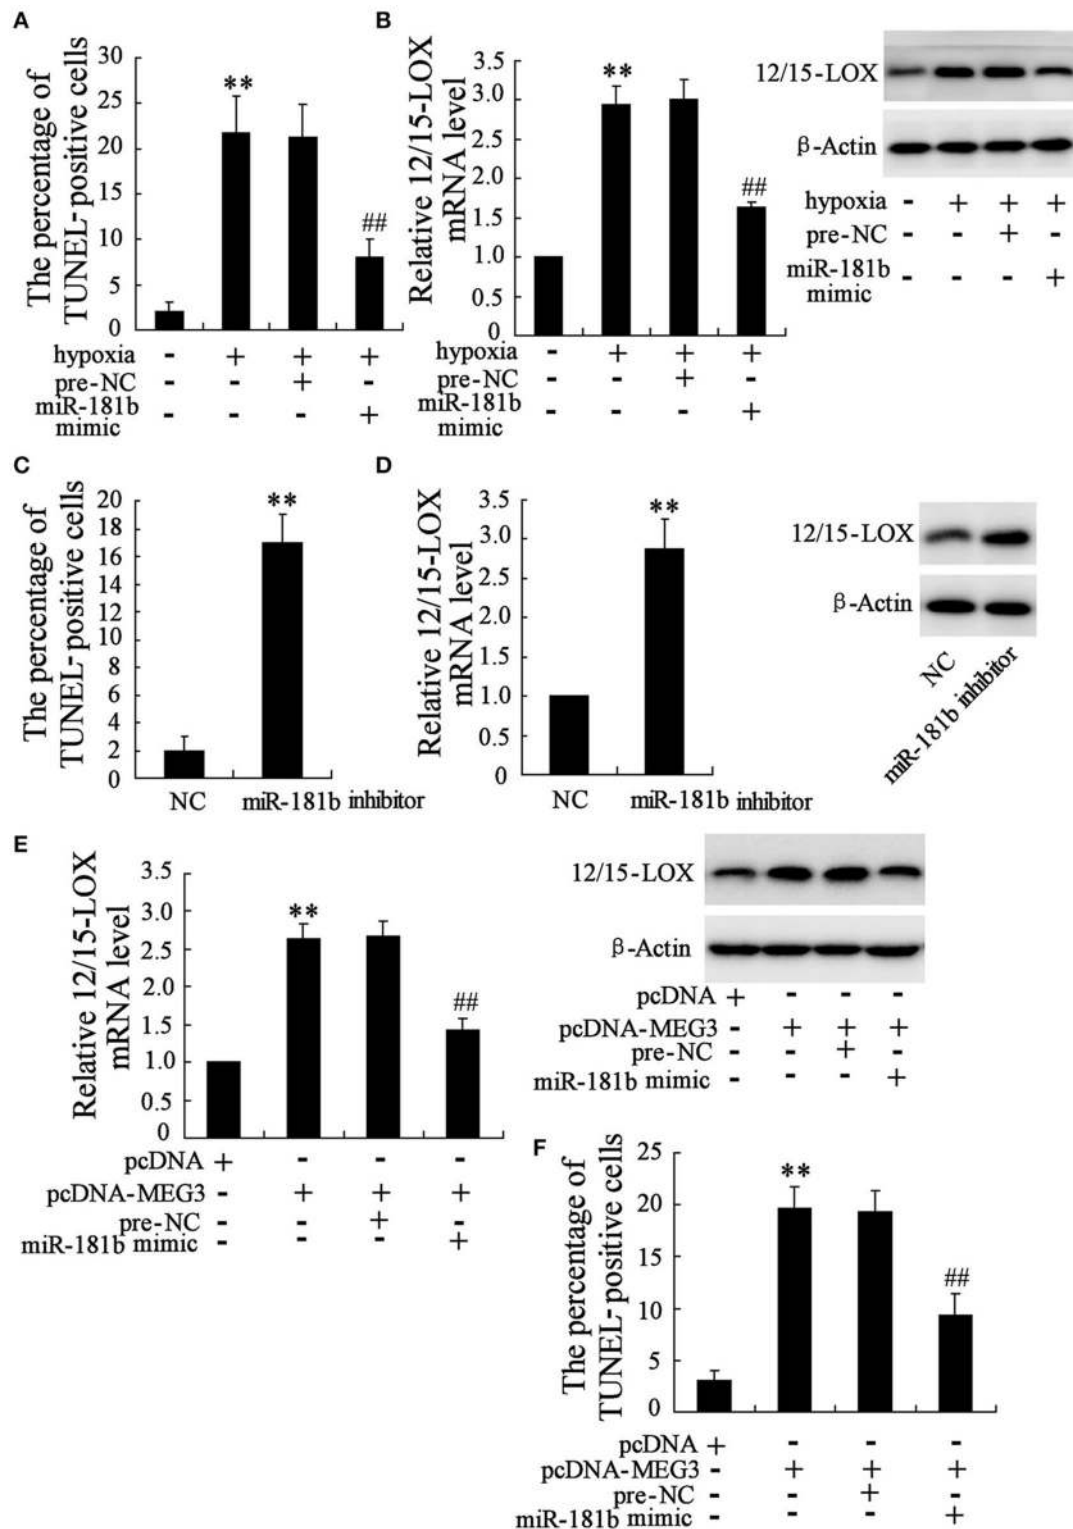 A
The percentage of
TUNEL-positive cells
30
25
20
15
10
5
0
**
##
hypoxia - + + +
pre-NC - - + -
miR-181b - - - +
mimic
B
Relative 12/15-LOX
mRNA level
3.5
3.0
2.5
2.0
1.5
1.0
0.5
0
**
##
hypoxia - + + +
pre-NC - - + -
miR-181b - - - +
mimic
12/15-LOX
β-Actin
hypoxia - + + +
pre-NC - - + -
miR-181b - - - +
mimic
C
The percentage of
TUNEL-positive cells
20
18
16
14
12
10
8
6
4
2
0
**
NC miR-181b inhibitor
D
Relative 12/15-LOX
mRNA level
3.5
3.0
2.5
2.0
1.5
1.0
0.5
0
**
NC miR-181b inhibitor
12/15-LOX
β-Actin
NC
miR-181b inhibitor
E
Relative 12/15-LOX
mRNA level
3.5
3.0
2.5
2.0
1.5
1.0
0.5
0
**
##
pcDNA + - - -
pcDNA-MEG3 - + + +
pre-NC - - + -
miR-181b mimic - - - +
12/15-LOX
β-Actin
pcDNA + - - -
pcDNA-MEG3 - + + +
pre-NC - - + -
miR-181b mimic - - - +
F
The percentage of
TUNEL-positive cells
25
20
15
10
5
0
**
##
pcDNA + - - -
pcDNA-MEG3 - + + +
pre-NC - - + -
miR-181b mimic - - - +